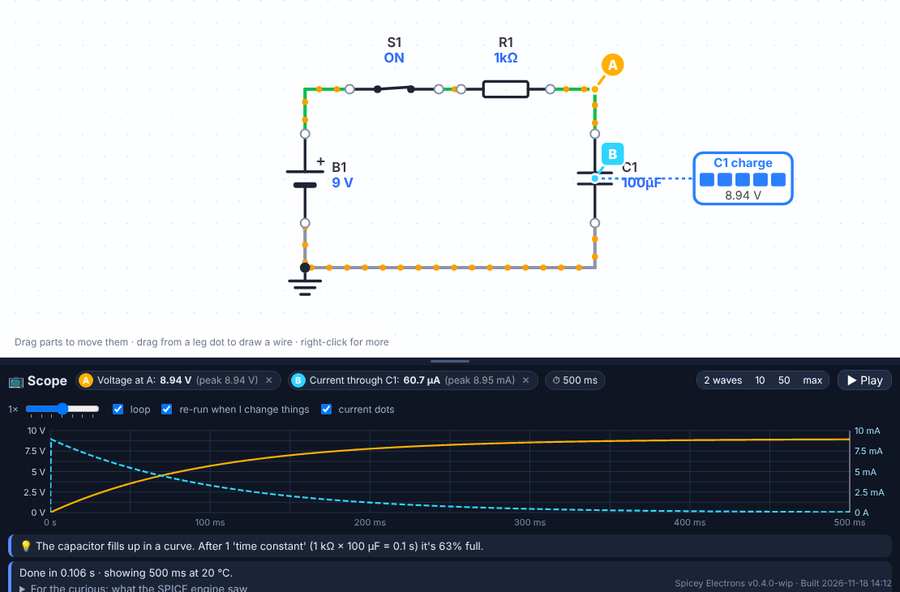 S1
ON
R1
1kΩ
A
B
+
B1
9 V
C1
100µF
C1 charge
8.94 V
Drag parts to move them · drag from a leg dot to draw a wire · right-click for more
Scope
A Voltage at A: 8.94 V (peak 8.94 V) ×
B Current through C1: 60.7 µA (peak 8.95 mA) ×
500 ms
2 waves 10 50 max
Play
1×
loop
re-run when I change things
current dots
10 V
7.5 V
5 V
2.5 V
0 V
10 mA
7.5 mA
5 mA
2.5 mA
0 A
0 s 100 ms 200 ms 300 ms 400 ms 500 ms
The capacitor fills up in a curve. After 1 'time constant' (1 kΩ × 100 µF = 0.1 s) it's 63% full.
Done in 0.106 s · showing 500 ms at 20 °C.
For the curious: what the SPICE engine saw
Spicey Electrons v0.4.0-wip · Built 2026-11-18 14:12